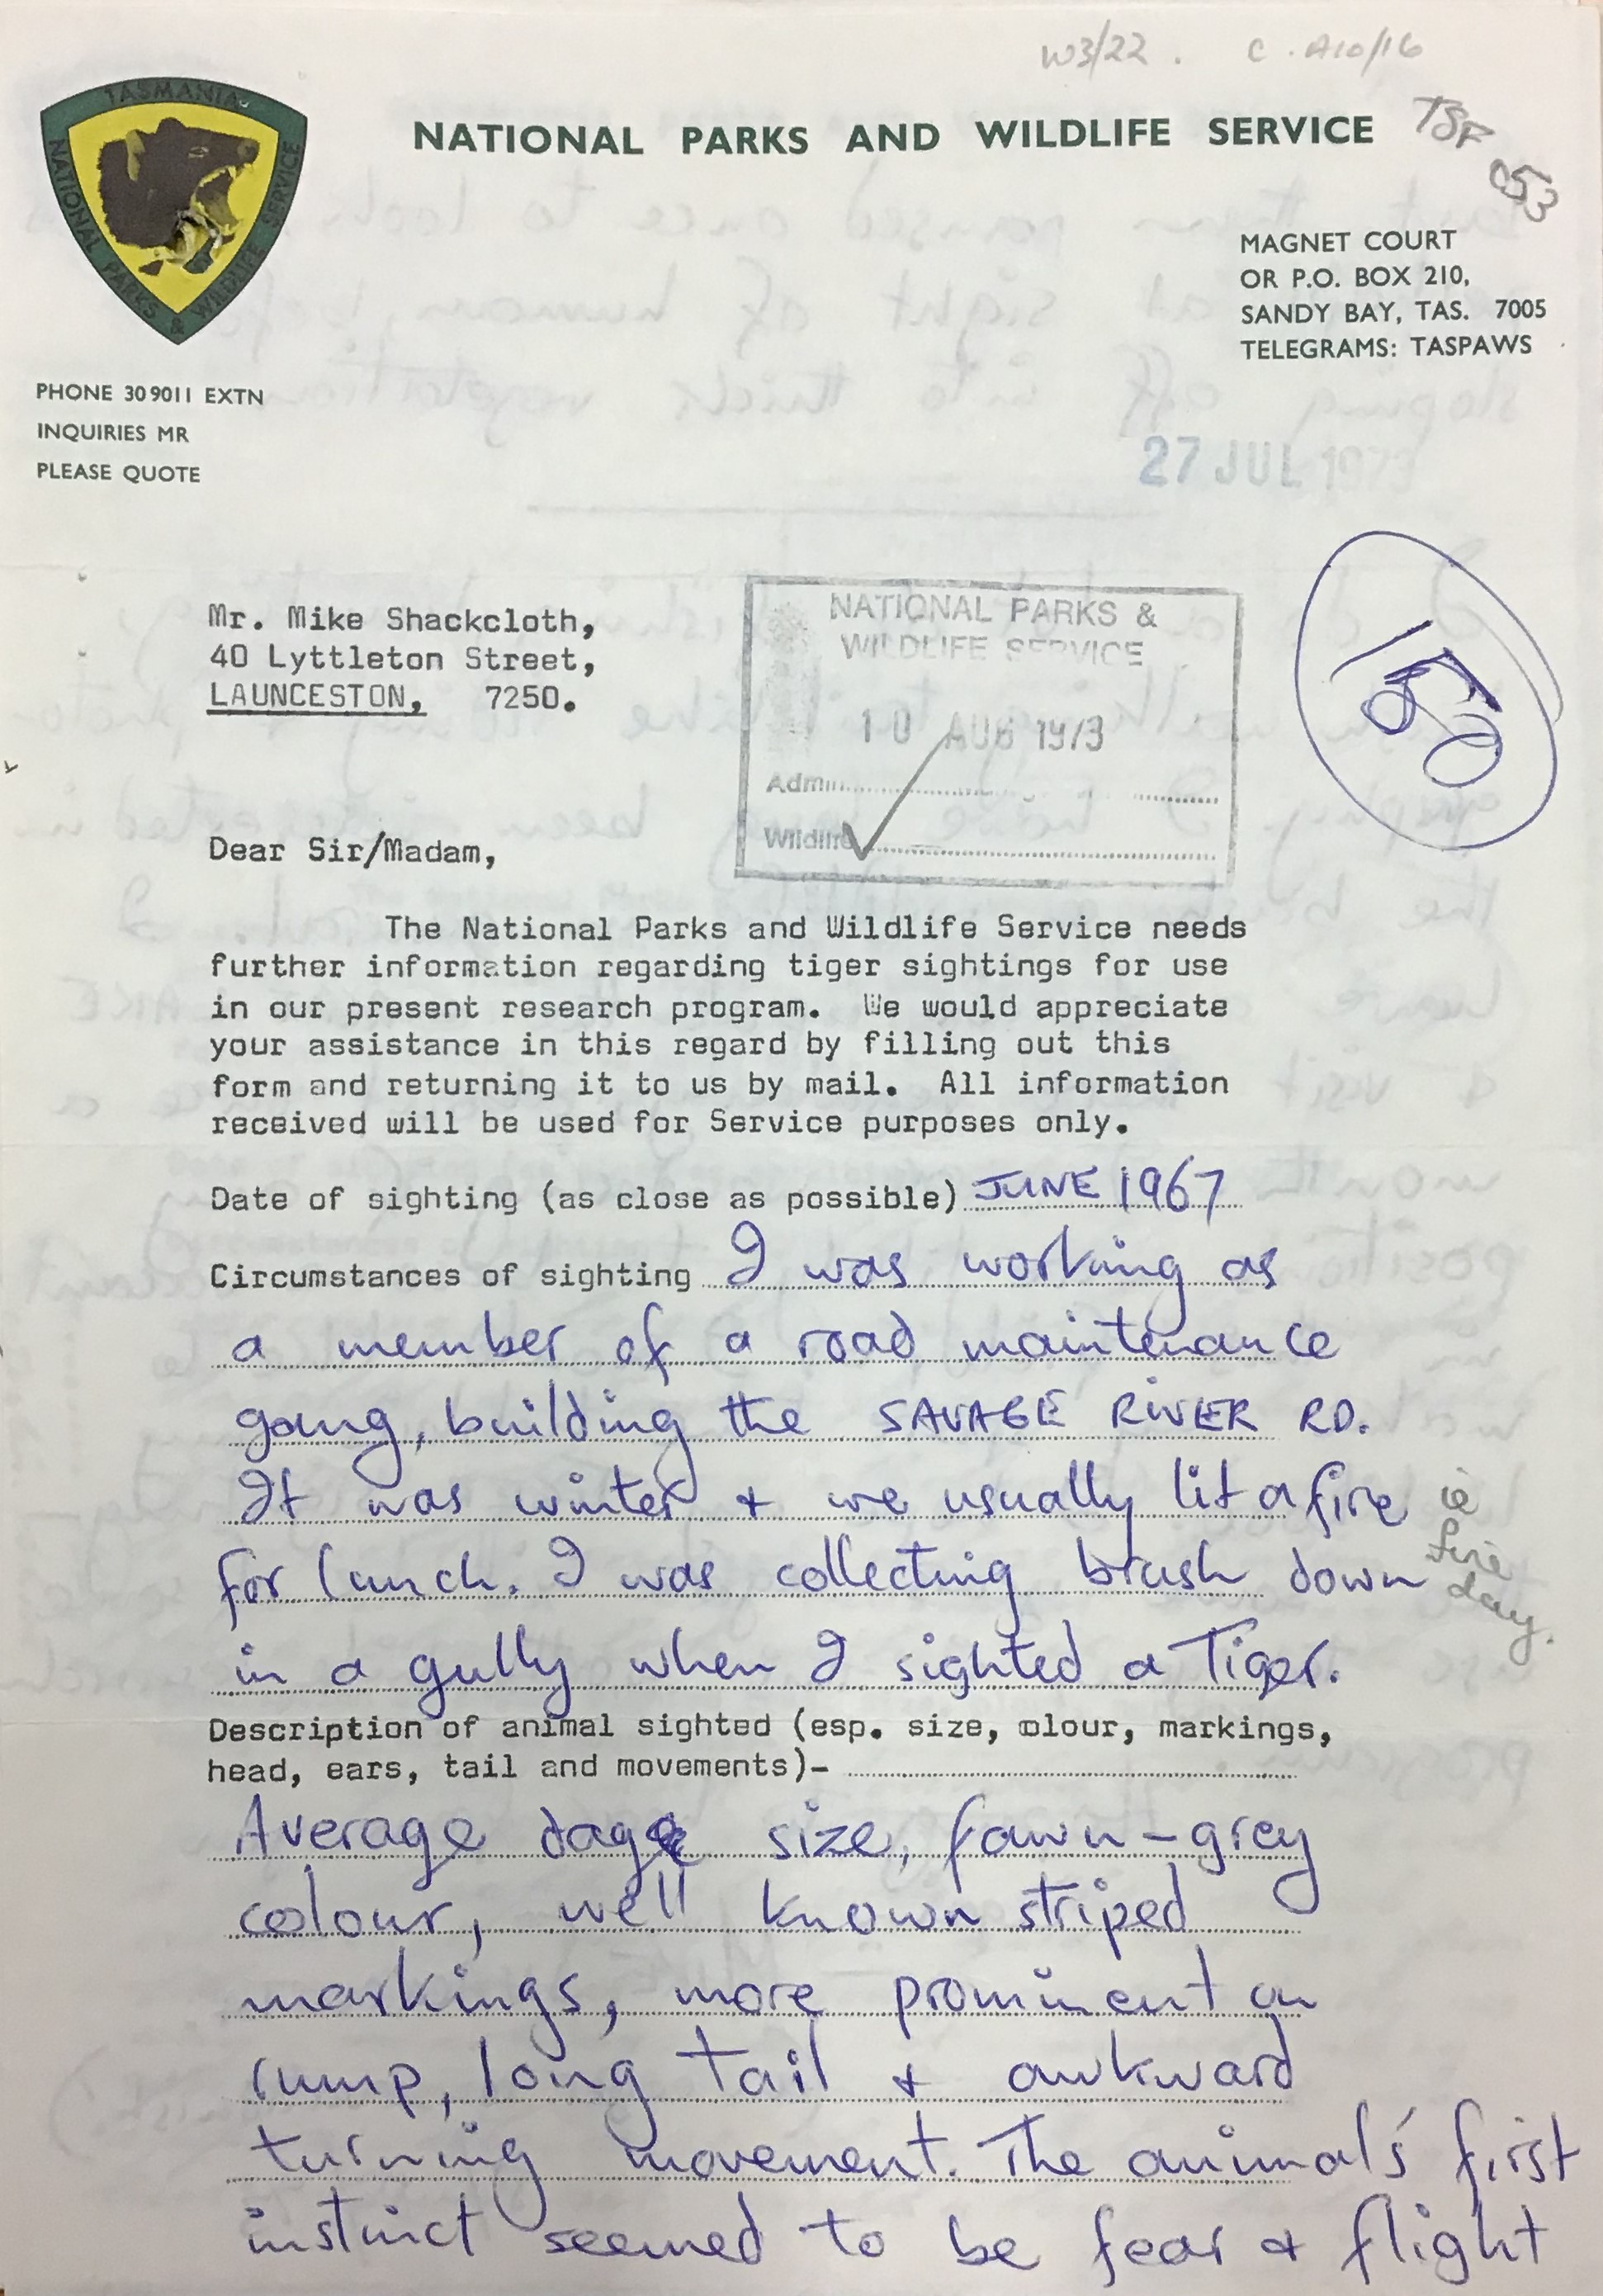 W3/22. C. A10/16
TSR 053
TASMANIA
NATIONAL PARKS & WILDLIFE SERVICE
NATIONAL PARKS AND WILDLIFE SERVICE
MAGNET COURT
OR P.O. BOX 210,
SANDY BAY, TAS. 7005
TELEGRAMS: TASPAWS
PHONE 30 9011 EXTN
INQUIRIES MR
PLEASE QUOTE
27 JUL 1973
NATIONAL PARKS &
WILDLIFE SERVICE
10 AUG 1973
Admin
Wildlife
150
Mr. Mike Shackcloth,
40 Lyttleton Street,
LAUNCESTON, 7250.
Dear Sir/Madam,
The National Parks and Wildlife Service needs
further information regarding tiger sightings for use
in our present research program. We would appreciate
your assistance in this regard by filling out this
form and returning it to us by mail. All information
received will be used for Service purposes only.
Date of sighting (as close as possible) JUNE 1967
Circumstances of sighting I was working as
a member of a road maintenance
gang, building the SAVAGE RIVER RD.
It was winter + we usually lit a fire
for lunch. I was collecting brush down
in a gully when I sighted a Tiger.
ie
fine
day.
Description of animal sighted (esp. size, colour, markings,
head, ears, tail and movements)-
Average dog size, fawn-grey
colour, well known striped
markings, more prominent on
rump, long tail + awkward
turning movement. The animal's first
instinct seemed to be fear + flight